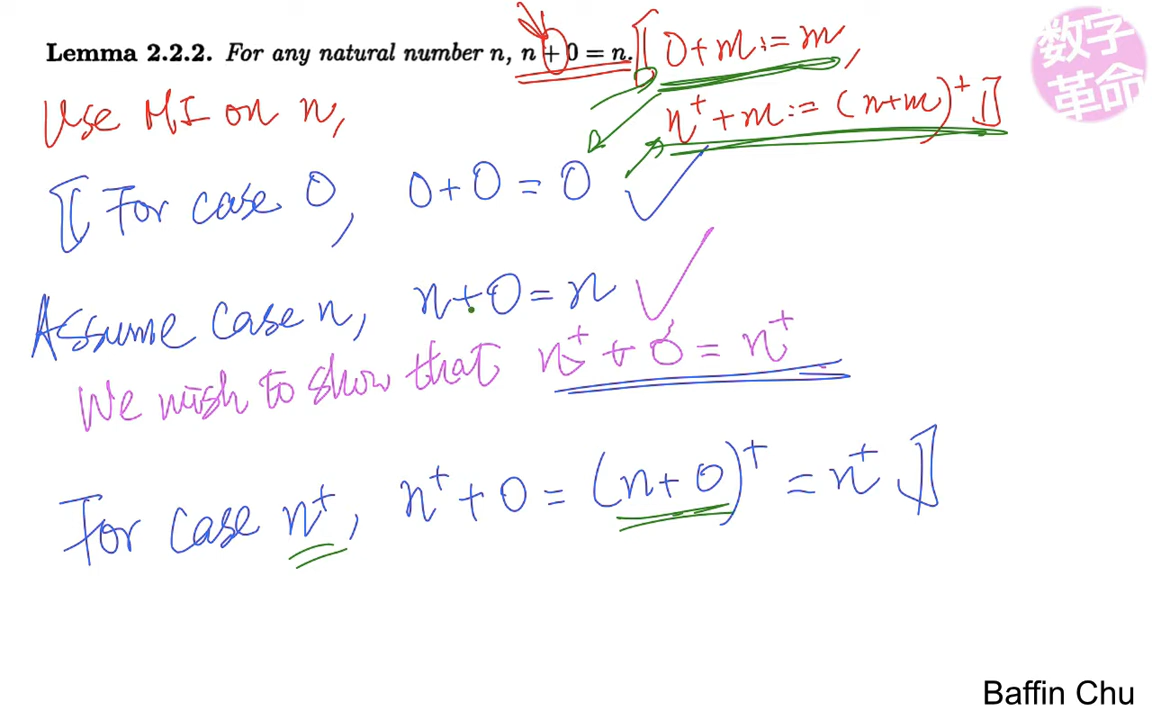 Lemma 2.2.2. For any natural number n, n + 0 = n. [ 0+m:=m,
n⁺+m:=(n+m)⁺]
Use MI on n,
[For case 0, 0+0=0 ✓
Assume case n, n+0=n ✓
We wish to show that n⁺+0=n⁺
For case n⁺, n⁺+0=(n+0)⁺=n⁺]
数字
革命
Baffin Chu